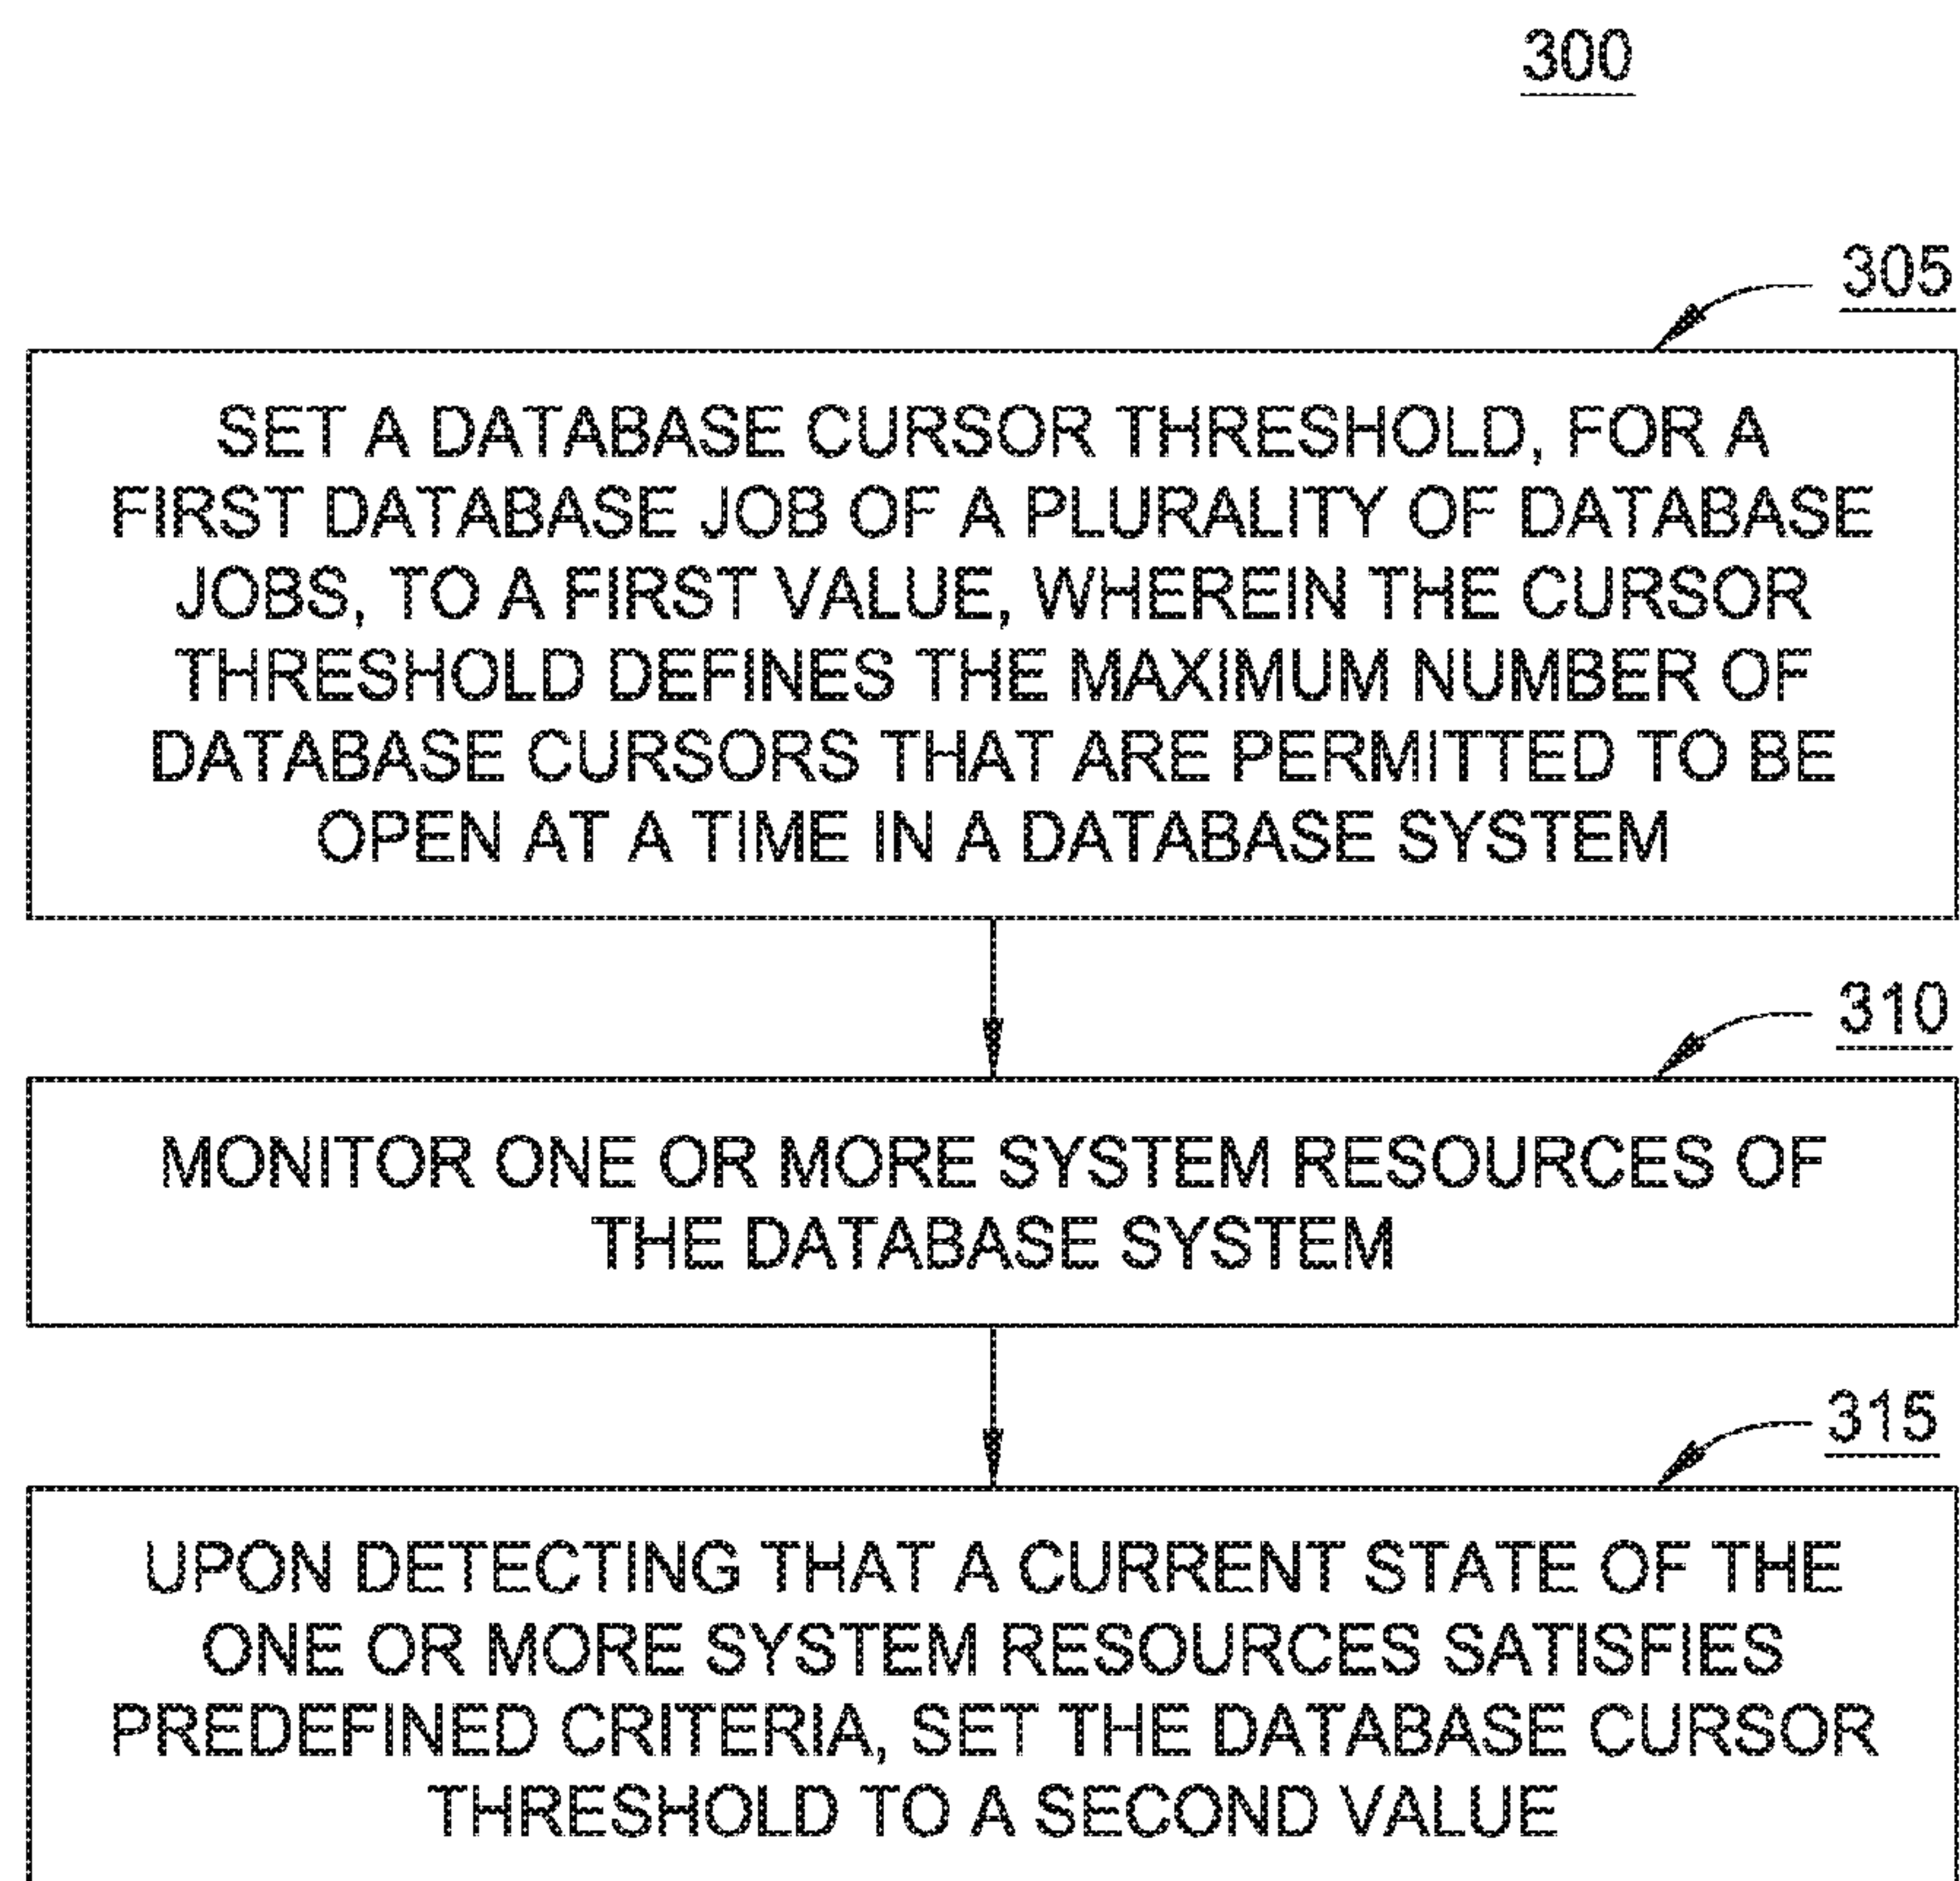 300
305
SET A DATABASE CURSOR THRESHOLD, FOR A
FIRST DATABASE JOB OF A PLURALITY OF DATABASE
JOBS, TO A FIRST VALUE, WHEREIN THE CURSOR
THRESHOLD DEFINES THE MAXIMUM NUMBER OF
DATABASE CURSORS THAT ARE PERMITTED TO BE
OPEN AT A TIME IN A DATABASE SYSTEM
310
MONITOR ONE OR MORE SYSTEM RESOURCES OF
THE DATABASE SYSTEM
315
UPON DETECTING THAT A CURRENT STATE OF THE
ONE OR MORE SYSTEM RESOURCES SATISFIES
PREDEFINED CRITERIA, SET THE DATABASE CURSOR
THRESHOLD TO A SECOND VALUE